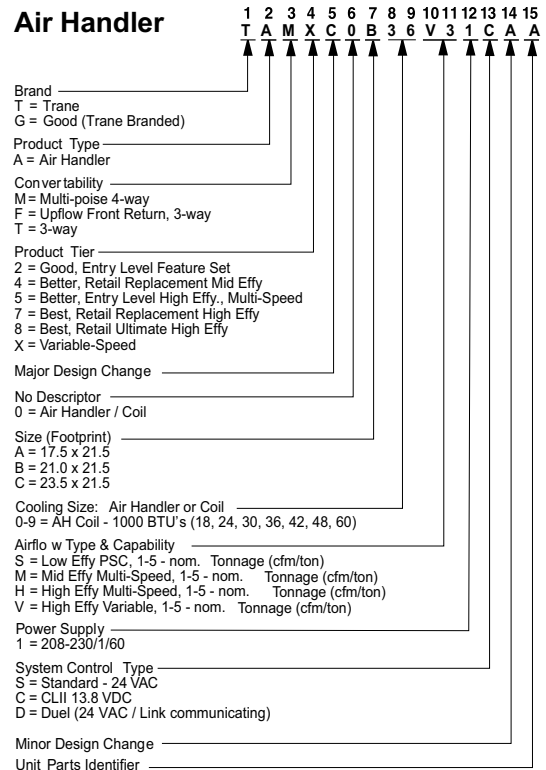 Air Handler
1 2 3 4 5 6 7 8 9 10 11 12 13 14 15
T A M X C 0 B 3 6 V 3 1 C A A
Brand
T = Trane
G = Good (Trane Branded)
Product Type
A = Air Handler
Convertability
M = Multi-poise 4-way
F = Upflow Front Return, 3-way
T = 3-way
Product Tier
2 = Good, Entry Level Feature Set
4 = Better, Retail Replacement Mid Effy
5 = Better, Entry Level High Effy., Multi-Speed
7 = Best, Retail Replacement High Effy
8 = Best, Retail Ultimate High Effy
X = Variable-Speed
Major Design Change
No Descriptor
0 = Air Handler / Coil
Size (Footprint)
A = 17.5 x 21.5
B = 21.0 x 21.5
C = 23.5 x 21.5
Cooling Size: Air Handler or Coil
0-9 = AH Coil - 1000 BTU's (18, 24, 30, 36, 42, 48, 60)
Airflo w Type & Capability
S = Low Effy PSC, 1-5 - nom. Tonnage (cfm/ton)
M = Mid Effy Multi-Speed, 1-5 - nom. Tonnage (cfm/ton)
H = High Effy Multi-Speed, 1-5 - nom. Tonnage (cfm/ton)
V = High Effy Variable, 1-5 - nom. Tonnage (cfm/ton)
Power Supply
1 = 208-230/1/60
System Control Type
S = Standard - 24 VAC
C = CLII 13.8 VDC
D = Duel (24 VAC / Link communicating)
Minor Design Change
Unit Parts Identifier